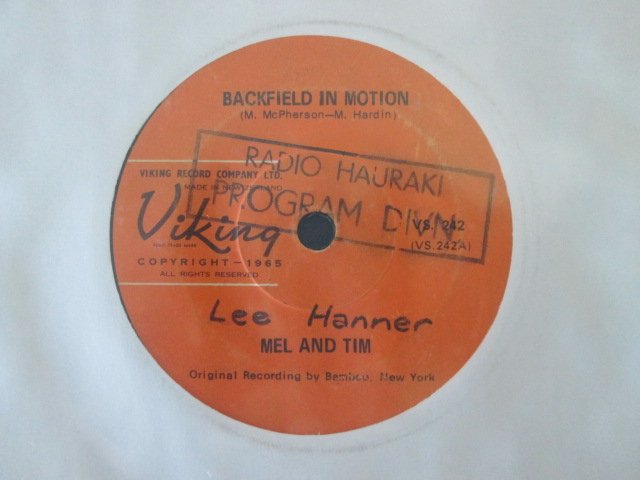 BACKFIELD IN MOTION
(M. McPHERSON—M. Hardin)
RADIO HAURAKI
PROGRAM DIVN
VIKING RECORD COMPANY LTD.
MADE IN NEW ZEALAND
Viking
COPYRIGHT — 1965
ALL RIGHTS RESERVED
VS. 242
(VS.242A)
Lee Hanner
MEL AND TIM
Original Recording by Bamboo, New York